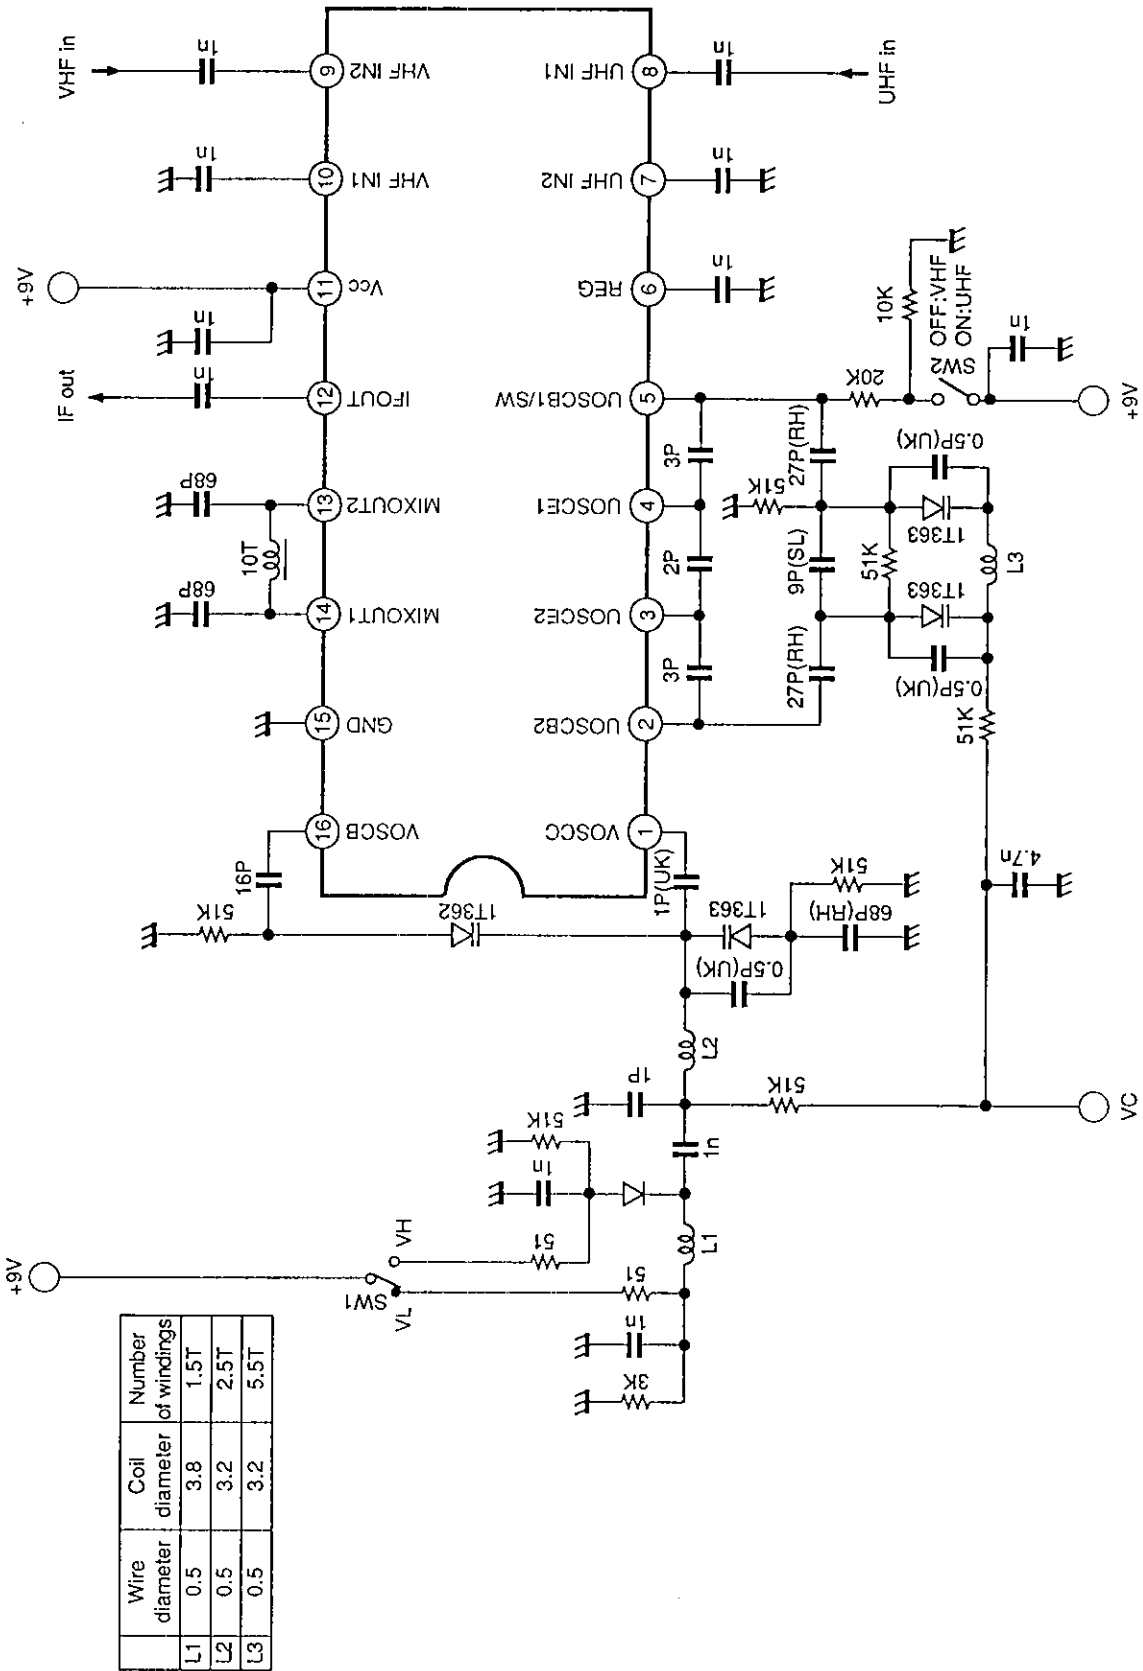 VHF in
1n
9
VHF IN2
1n
10
VHF IN1
+9V
1n
11
Vcc
IF out
1n
12
IFOUT
68P
13
MIXOUT2
10T
68P
14
MIXOUT1
15
GND
16P
16
VOSCB
51K
1T362
UHF IN1
8
1n
UHF in
UHF IN2
7
1n
REG
6
1n
UOSCB1/SW
5
UOSCE1
4
UOSCE2
3
UOSCB2
2
VOSCC
1
3P
2P
3P
27P(RH)
9P(SL)
27P(RH)
51K
20K
10K
OFF:VHF
ON:UHF
SW2
1n
+9V
0.5P(UK)
1T363
51K
1T363
0.5P(UK)
L3
51K
4.7n
1P(UK)
1T363
0.5P(UK)
51K
68P(RH)
L2
1P
51K
VC
1n
51K
1n
L1
51
VH
SW1
VL
51
1n
3K
+9V
Wire diameter Coil diameter Number of windings
L1 0.5 3.8 1.5T
L2 0.5 3.2 2.5T
L3 0.5 3.2 5.5T